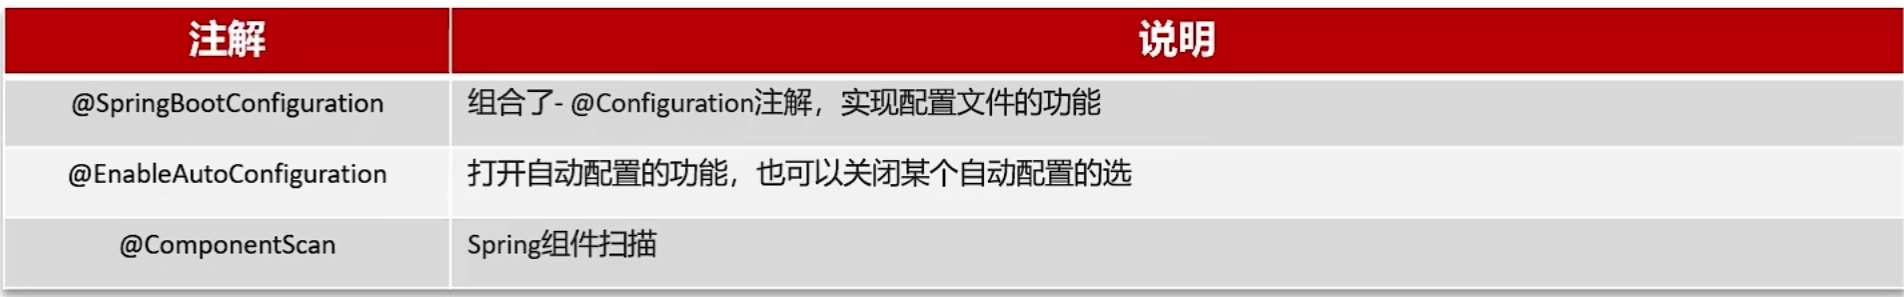 注解 说明
@SpringBootConfiguration 组合了- @Configuration注解，实现配置文件的功能
@EnableAutoConfiguration 打开自动配置的功能，也可以关闭某个自动配置的选
@ComponentScan Spring组件扫描